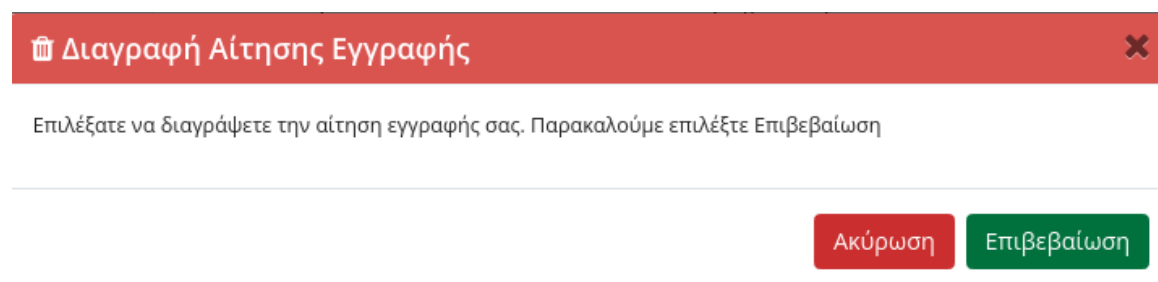 Διαγραφή Αίτησης Εγγραφής
Επιλέξατε να διαγράψετε την αίτηση εγγραφής σας. Παρακαλούμε επιλέξτε Επιβεβαίωση
Ακύρωση Επιβεβαίωση